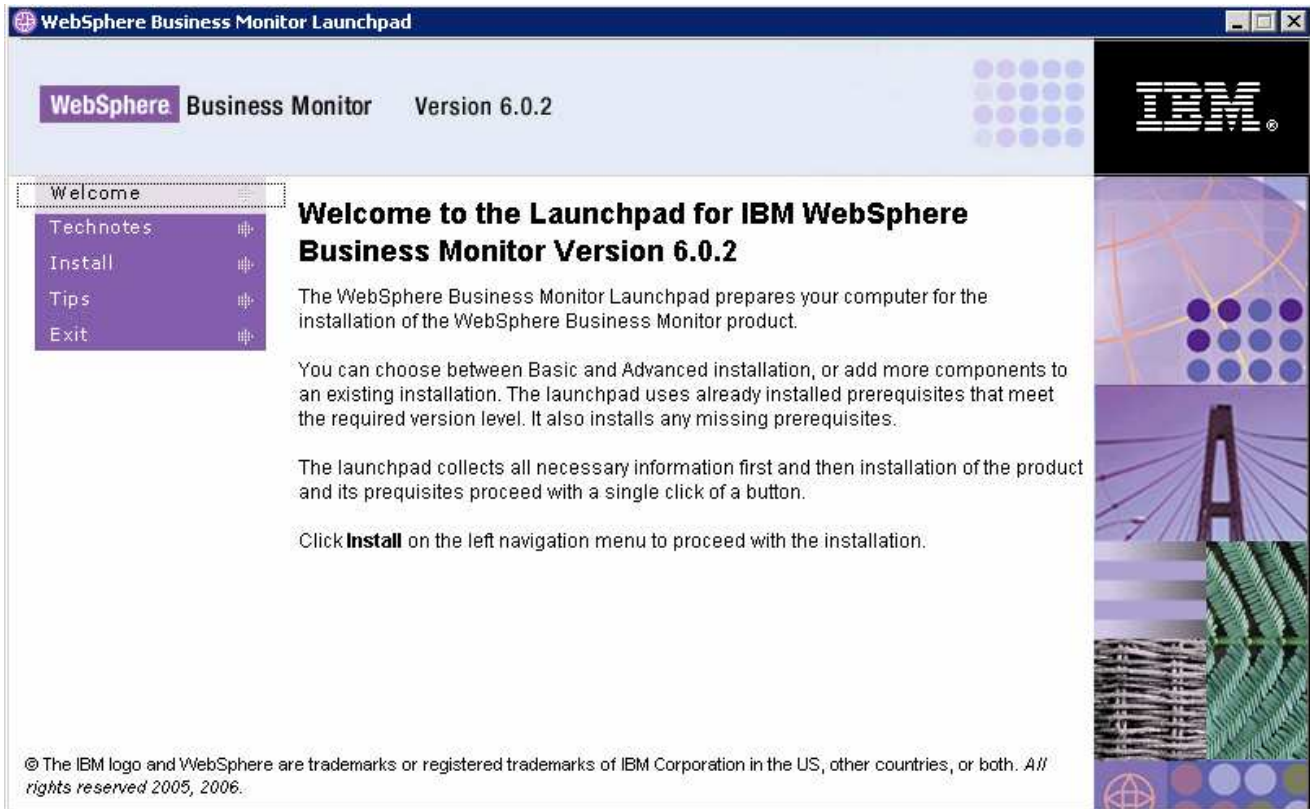 WebSphere Business Monitor Launchpad
WebSphere Business Monitor Version 6.0.2
IBM®
Welcome
Technotes
Install
Tips
Exit
Welcome to the Launchpad for IBM WebSphere
Business Monitor Version 6.0.2
The WebSphere Business Monitor Launchpad prepares your computer for the
installation of the WebSphere Business Monitor product.
You can choose between Basic and Advanced installation, or add more components to
an existing installation. The launchpad uses already installed prerequisites that meet
the required version level. It also installs any missing prerequisites.
The launchpad collects all necessary information first and then installation of the product
and its prequisites proceed with a single click of a button.
Click Install on the left navigation menu to proceed with the installation.
© The IBM logo and WebSphere are trademarks or registered trademarks of IBM Corporation in the US, other countries, or both. All
rights reserved 2005, 2006.